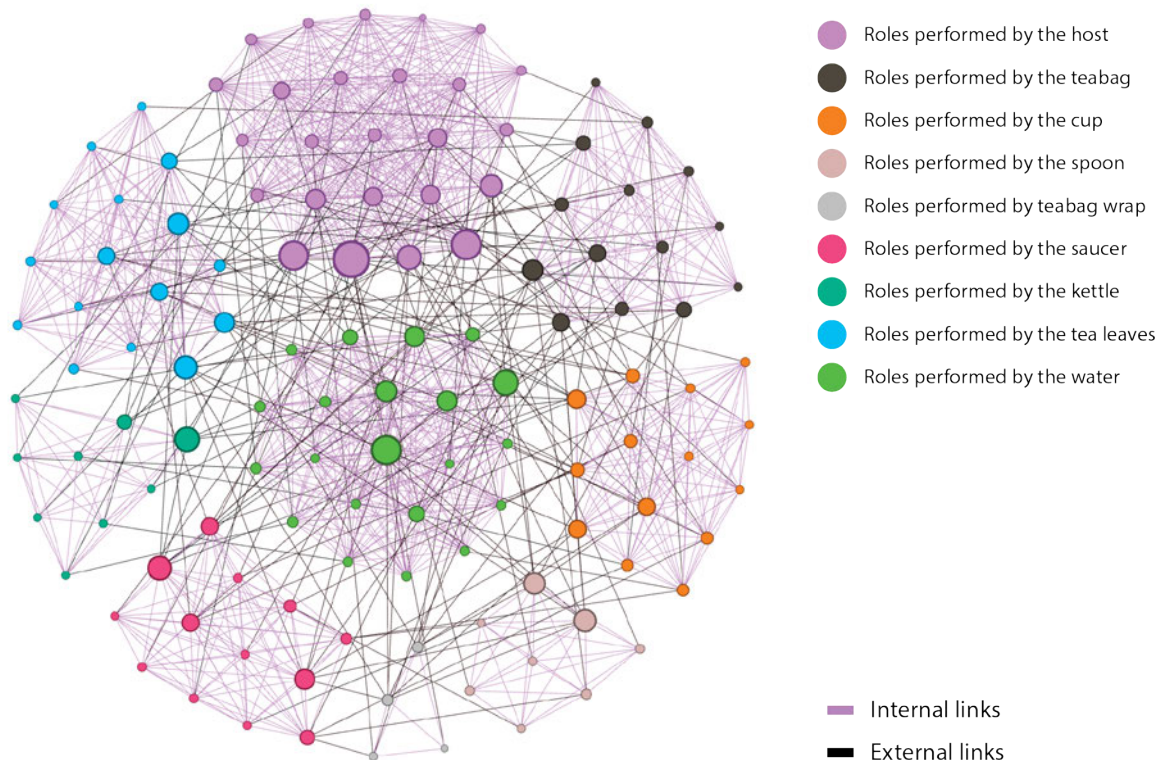 Roles performed by the host
Roles performed by the teabag
Roles performed by the cup
Roles performed by the spoon
Roles performed by teabag wrap
Roles performed by the saucer
Roles performed by the kettle
Roles performed by the tea leaves
Roles performed by the water
Internal links
External links